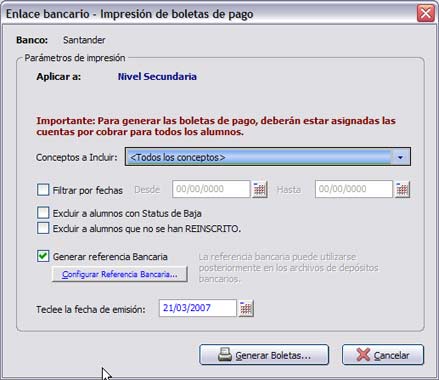 Enlace bancario - Impresión de boletas de pago
Banco: Santander
Parámetros de impresión
Aplicar a: Nivel Secundaria
Importante: Para generar las boletas de pago, deberán estar asignadas las
cuentas por cobrar para todos los alumnos.
Conceptos a Incluir: <Todos los conceptos>
Filtrar por fechas Desde 00/00/0000 Hasta 00/00/0000
Excluir a alumnos con Status de Baja
Excluir a alumnos que no se han REINSCRITO.
Generar referencia Bancaria
La referencia bancaria puede utilizarse
posteriormente en los archivos de depósitos
bancarios.
Configurar Referencia Bancaria...
Teclee la fecha de emisión: 21/03/2007
Generar Boletas...
Cancelar